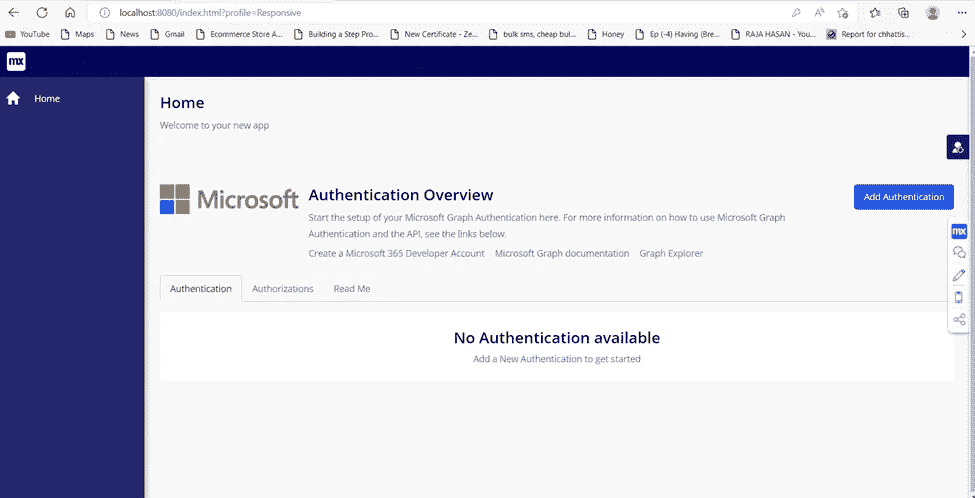 localhost:8080/index.html?profile=Responsive
YouTube Maps News Gmail Ecommerce Store A... Building a Step Pro... New Certificate - Ze... bulk sms, cheap bul... Honey Ep (-4) Having (Bre... RAJA HASAN - You... Report for chhattis...
mx
Home
Home
Welcome to your new app
Microsoft
Authentication Overview
Add Authentication
Start the setup of your Microsoft Graph Authentication here. For more information on how to use Microsoft Graph
Authentication and the API, see the links below.
Create a Microsoft 365 Developer Account Microsoft Graph documentation Graph Explorer
mx
Authentication Authorizations Read Me
No Authentication available
Add a New Authentication to get started